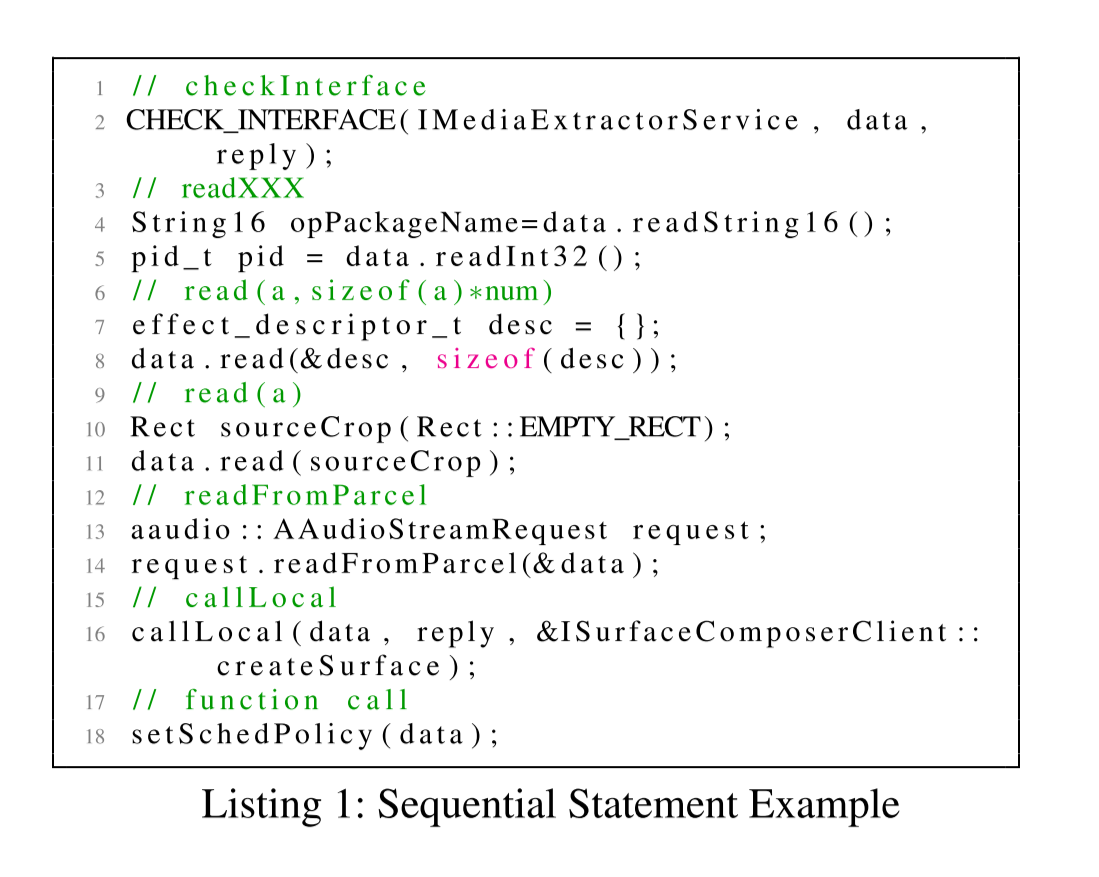 1 // checkInterface
2 CHECK_INTERFACE(IMediaExtractorService, data,
reply);
3 // readXXX
4 String16 opPackageName=data.readString16();
5 pid_t pid = data.readInt32();
6 // read(a,sizeof(a)*num)
7 effect_descriptor_t desc = {};
8 data.read(&desc, sizeof(desc));
9 // read(a)
10 Rect sourceCrop(Rect::EMPTY_RECT);
11 data.read(sourceCrop);
12 // readFromParcel
13 aaudio::AAudioStreamRequest request;
14 request.readFromParcel(&data);
15 // callLocal
16 callLocal(data, reply, &ISurfaceComposerClient::
createSurface);
17 // function call
18 setSchedPolicy(data);
Listing 1: Sequential Statement Example